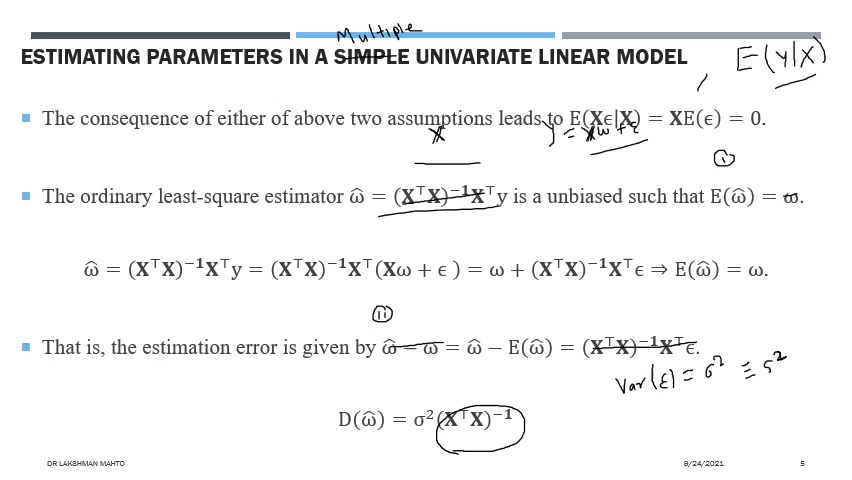 Multiple
ESTIMATING PARAMETERS IN A SIMPLE UNIVARIATE LINEAR MODEL
E(y|X)
The consequence of either of above two assumptions leads to E(Xϵ|X) = XE(ϵ) = 0.
X
y = Xω + ε
(i)
The ordinary least-square estimator ω̂ = (X⊤X)⁻¹X⊤y is a unbiased such that E(ω̂) = ω.
ω̂ = (X⊤X)⁻¹X⊤y = (X⊤X)⁻¹X⊤(Xω + ϵ ) = ω + (X⊤X)⁻¹X⊤ϵ ⇒ E(ω̂) = ω.
(ii)
That is, the estimation error is given by ω̂ − ω = ω̂ − E(ω̂) = (X⊤X)⁻¹X⊤ϵ.
Var(ε) = σ² ≡ s²
D(ω̂) = σ²(X⊤X)⁻¹
DR LAKSHMAN MAHTO 9/24/2021 5